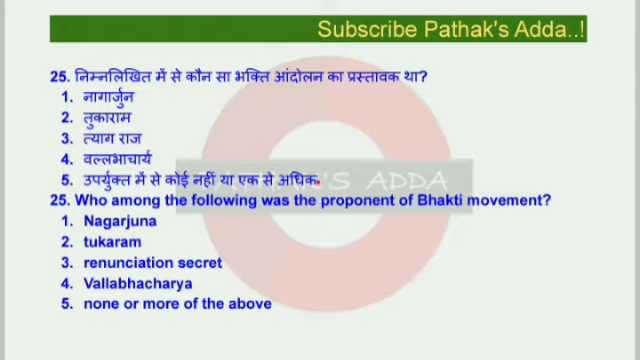 Subscribe Pathak's Adda..!
25. निम्नलिखित में से कौन सा भक्ति आंदोलन का प्रस्तावक था?
1. नागार्जुन
2. तुकाराम
3. त्याग राज
4. वल्लभाचार्य
5. उपर्युक्त में से कोई नहीं या एक से अधिक
PATHAK'S ADDA
25. Who among the following was the proponent of Bhakti movement?
1. Nagarjuna
2. tukaram
3. renunciation secret
4. Vallabhacharya
5. none or more of the above